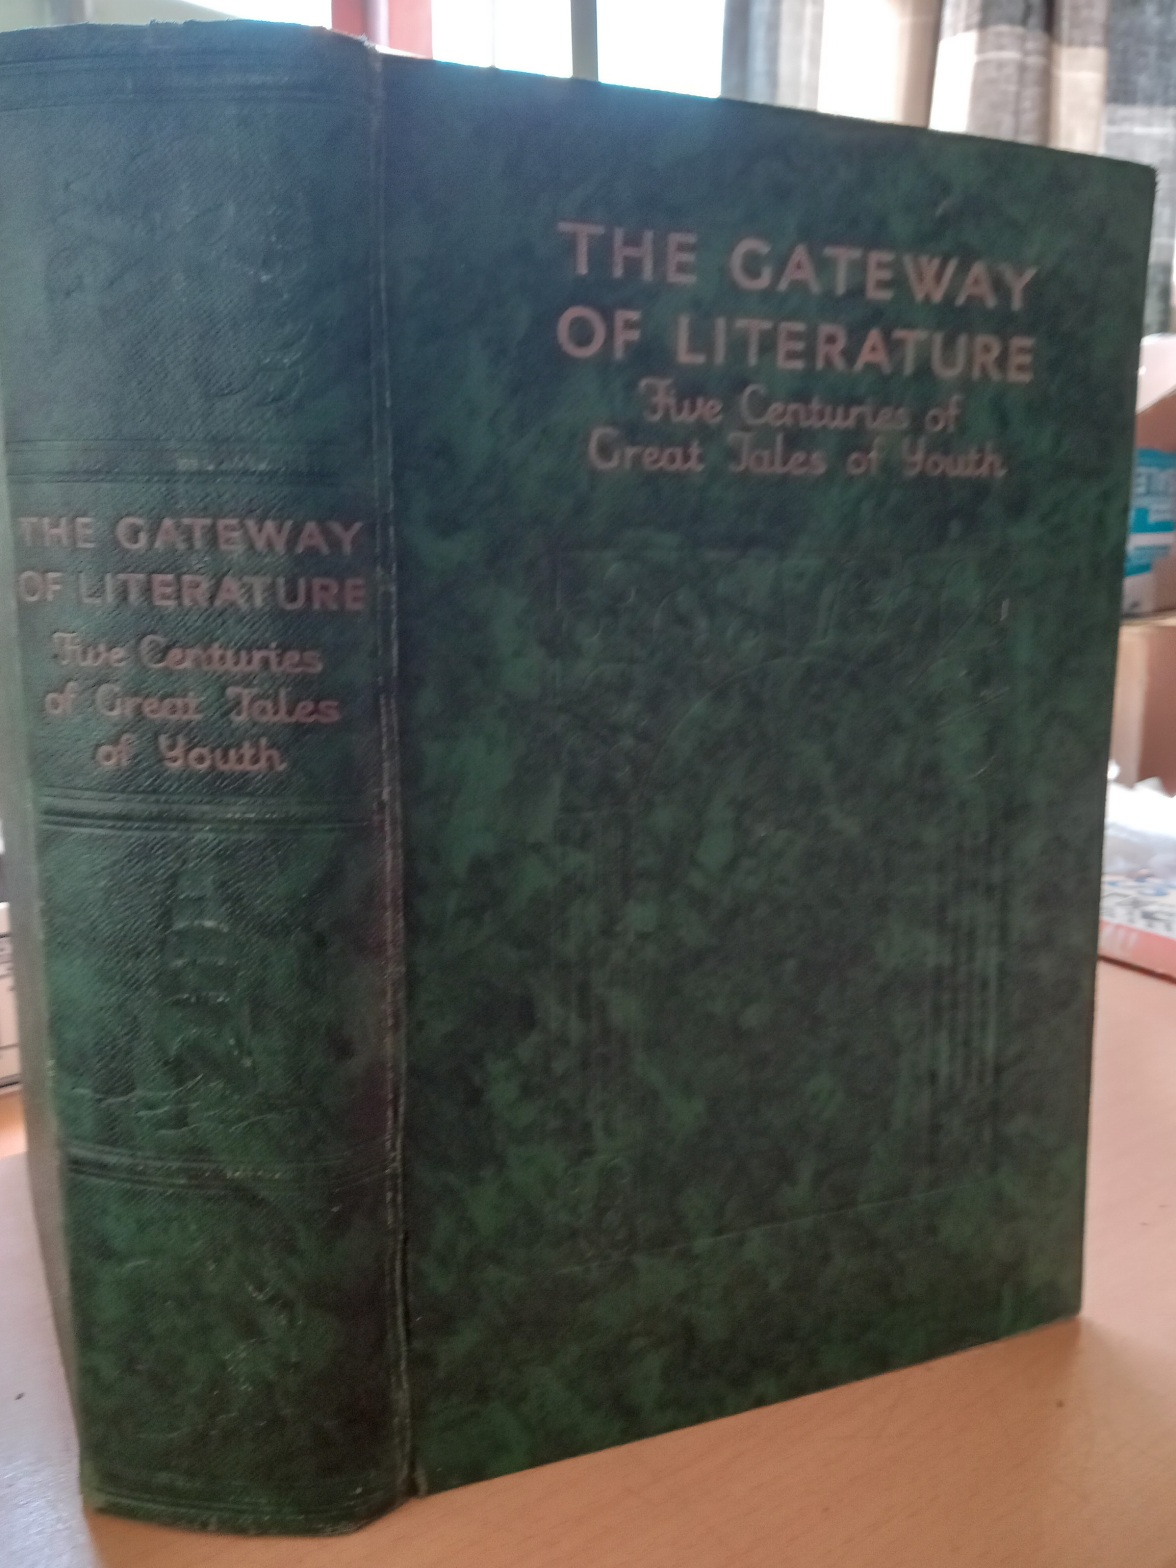 THE GATEWAY
OF LITERATURE
Five Centuries of
Great Tales of Youth
THE GATEWAY
OF LITERATURE
Five Centuries
of Great Tales
of Youth